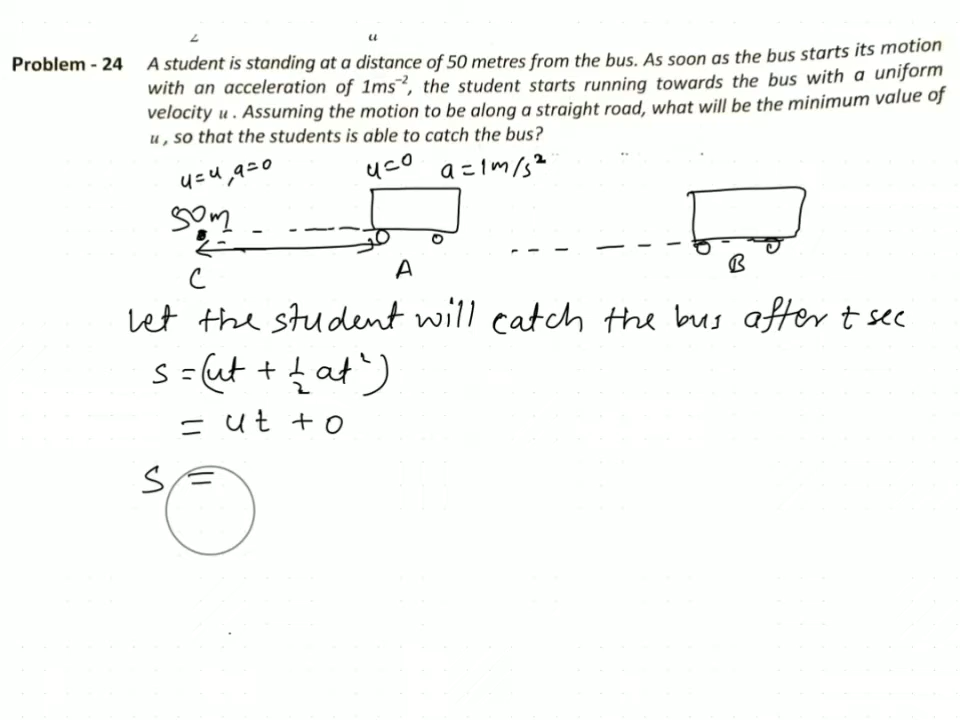 u
Problem - 24 A student is standing at a distance of 50 metres from the bus. As soon as the bus starts its motion
with an acceleration of 1ms⁻², the student starts running towards the bus with a uniform
velocity u . Assuming the motion to be along a straight road, what will be the minimum value of
u , so that the students is able to catch the bus?
u=u, a=0 u=0 a=1m/s²
50m
C A B
Let the student will catch the bus after t sec
s = (ut + 1/2 at²)
= ut + 0
s =